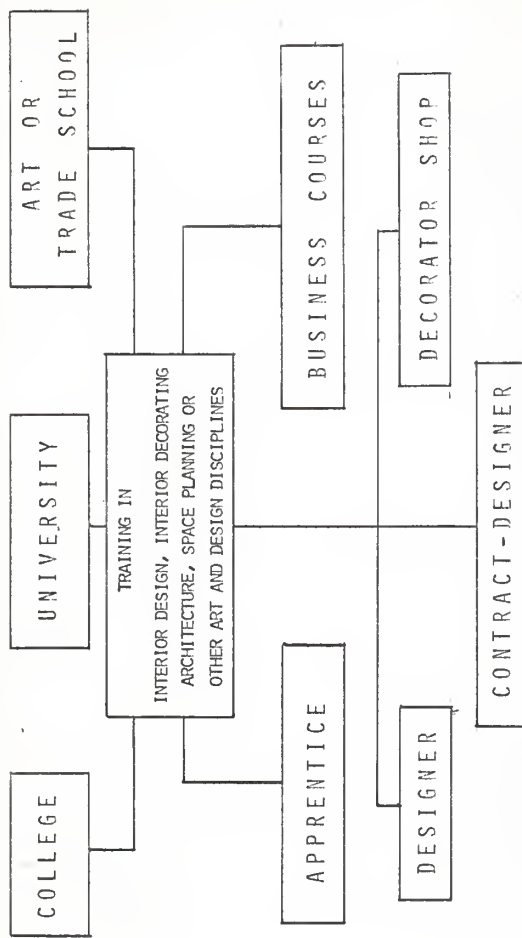 COLLEGE
UNIVERSITY
ART OR
TRADE SCHOOL
TRAINING IN
INTERIOR DESIGN, INTERIOR DECORATING
ARCHITECTURE, SPACE PLANNING OR
OTHER ART AND DESIGN DISCIPLINES
APPRENTICE
BUSINESS COURSES
DESIGNER
DECORATOR SHOP
CONTRACT-DESIGNER